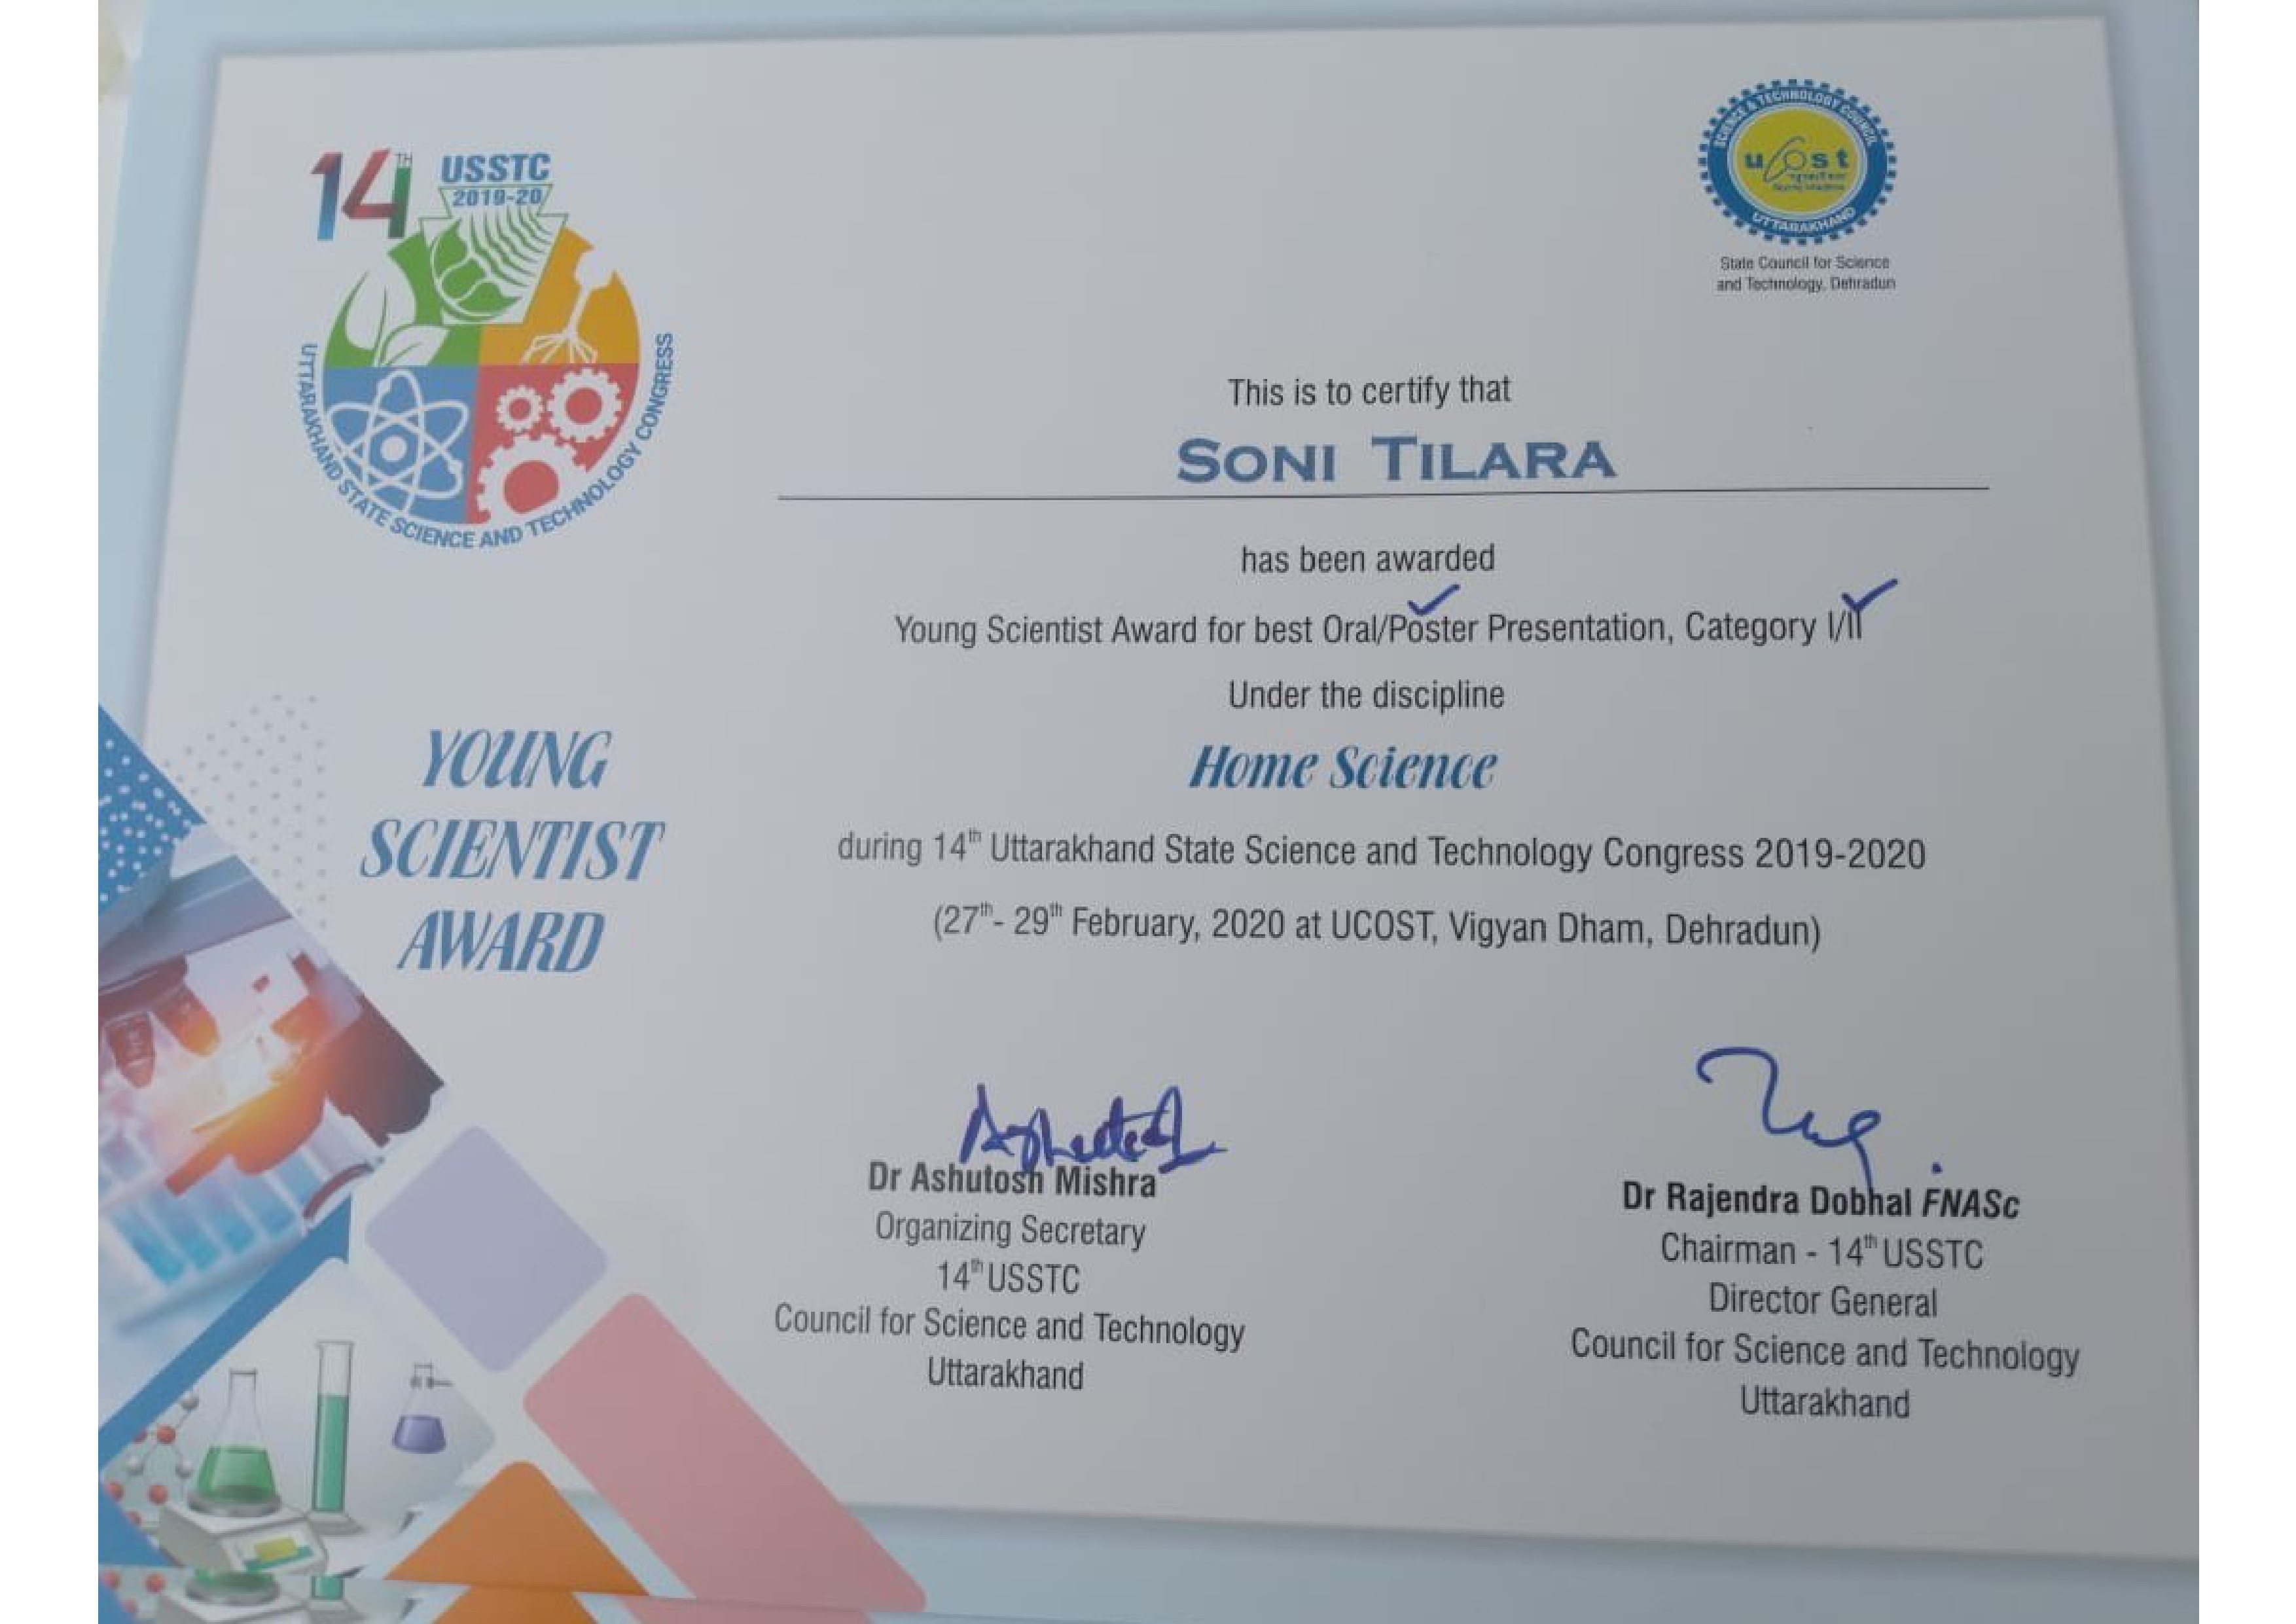 14TH USSTC
2019-20
UTTARAKHAND STATE SCIENCE AND TECHNOLOGY CONGRESS
SCIENCE & TECHNOLOGY COUNCIL
ucost
UTTARAKHAND
State Council for Science
and Technology, Dehradun
This is to certify that
SONI TILARA
has been awarded
Young Scientist Award for best Oral/Poster Presentation, Category I/II
Under the discipline
Home Science
during 14th Uttarakhand State Science and Technology Congress 2019-2020
(27th- 29th February, 2020 at UCOST, Vigyan Dham, Dehradun)
YOUNG
SCIENTIST
AWARD
Dr Ashutosh Mishra
Organizing Secretary
14th USSTC
Council for Science and Technology
Uttarakhand
Dr Rajendra Dobhal FNASc
Chairman - 14th USSTC
Director General
Council for Science and Technology
Uttarakhand